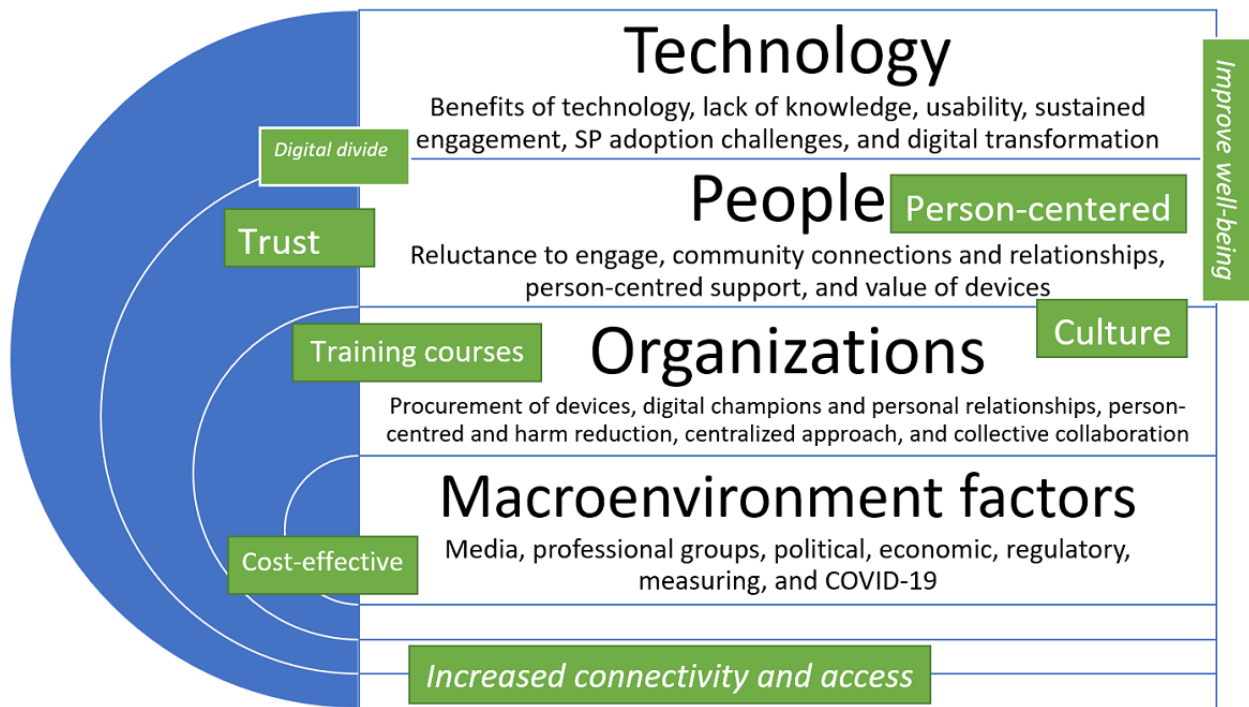 Technology
Benefits of technology, lack of knowledge, usability, sustained
engagement, SP adoption challenges, and digital transformation
Improve well-being
Digital divide
People
Person-centered
Trust
Reluctance to engage, community connections and relationships,
person-centred support, and value of devices
Culture
Training courses
Organizations
Procurement of devices, digital champions and personal relationships, person-
centred and harm reduction, centralized approach, and collective collaboration
Macroenvironment factors
Cost-effective
Media, professional groups, political, economic, regulatory,
measuring, and COVID-19
Increased connectivity and access